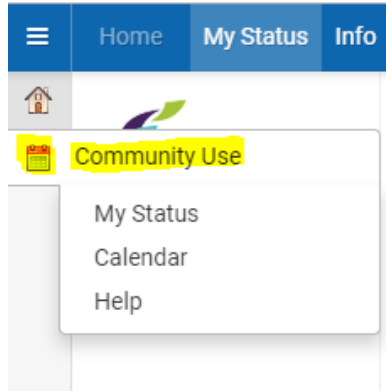 Home My Status Info
Community Use
My Status
Calendar
Help